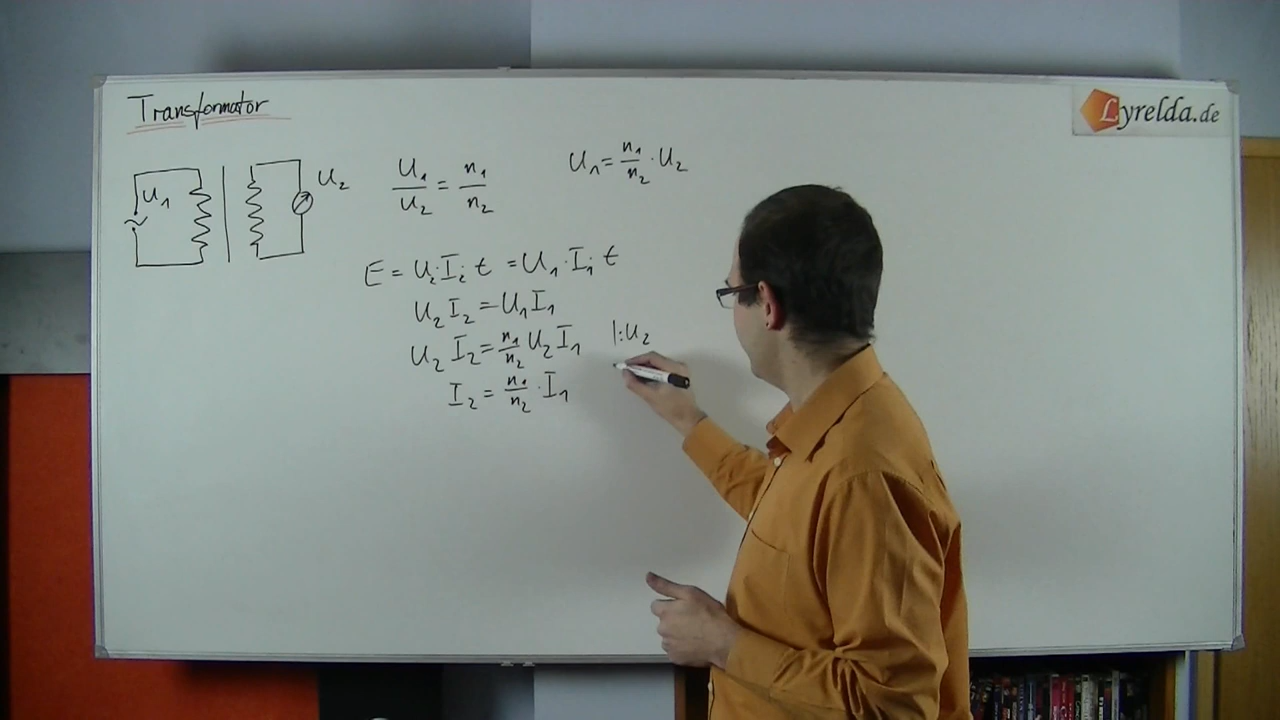 Transformator
Lyrelda.de
U₁
U₂
U₁/U₂ = n₁/n₂
U₁ = n₁/n₂ · U₂
E = U₂·I₂·t = U₁·I₁·t
U₂ I₂ = U₁ I₁
U₂ I₂ = n₁/n₂ U₂ I₁ |:U₂
I₂ = n₁/n₂ · I₁